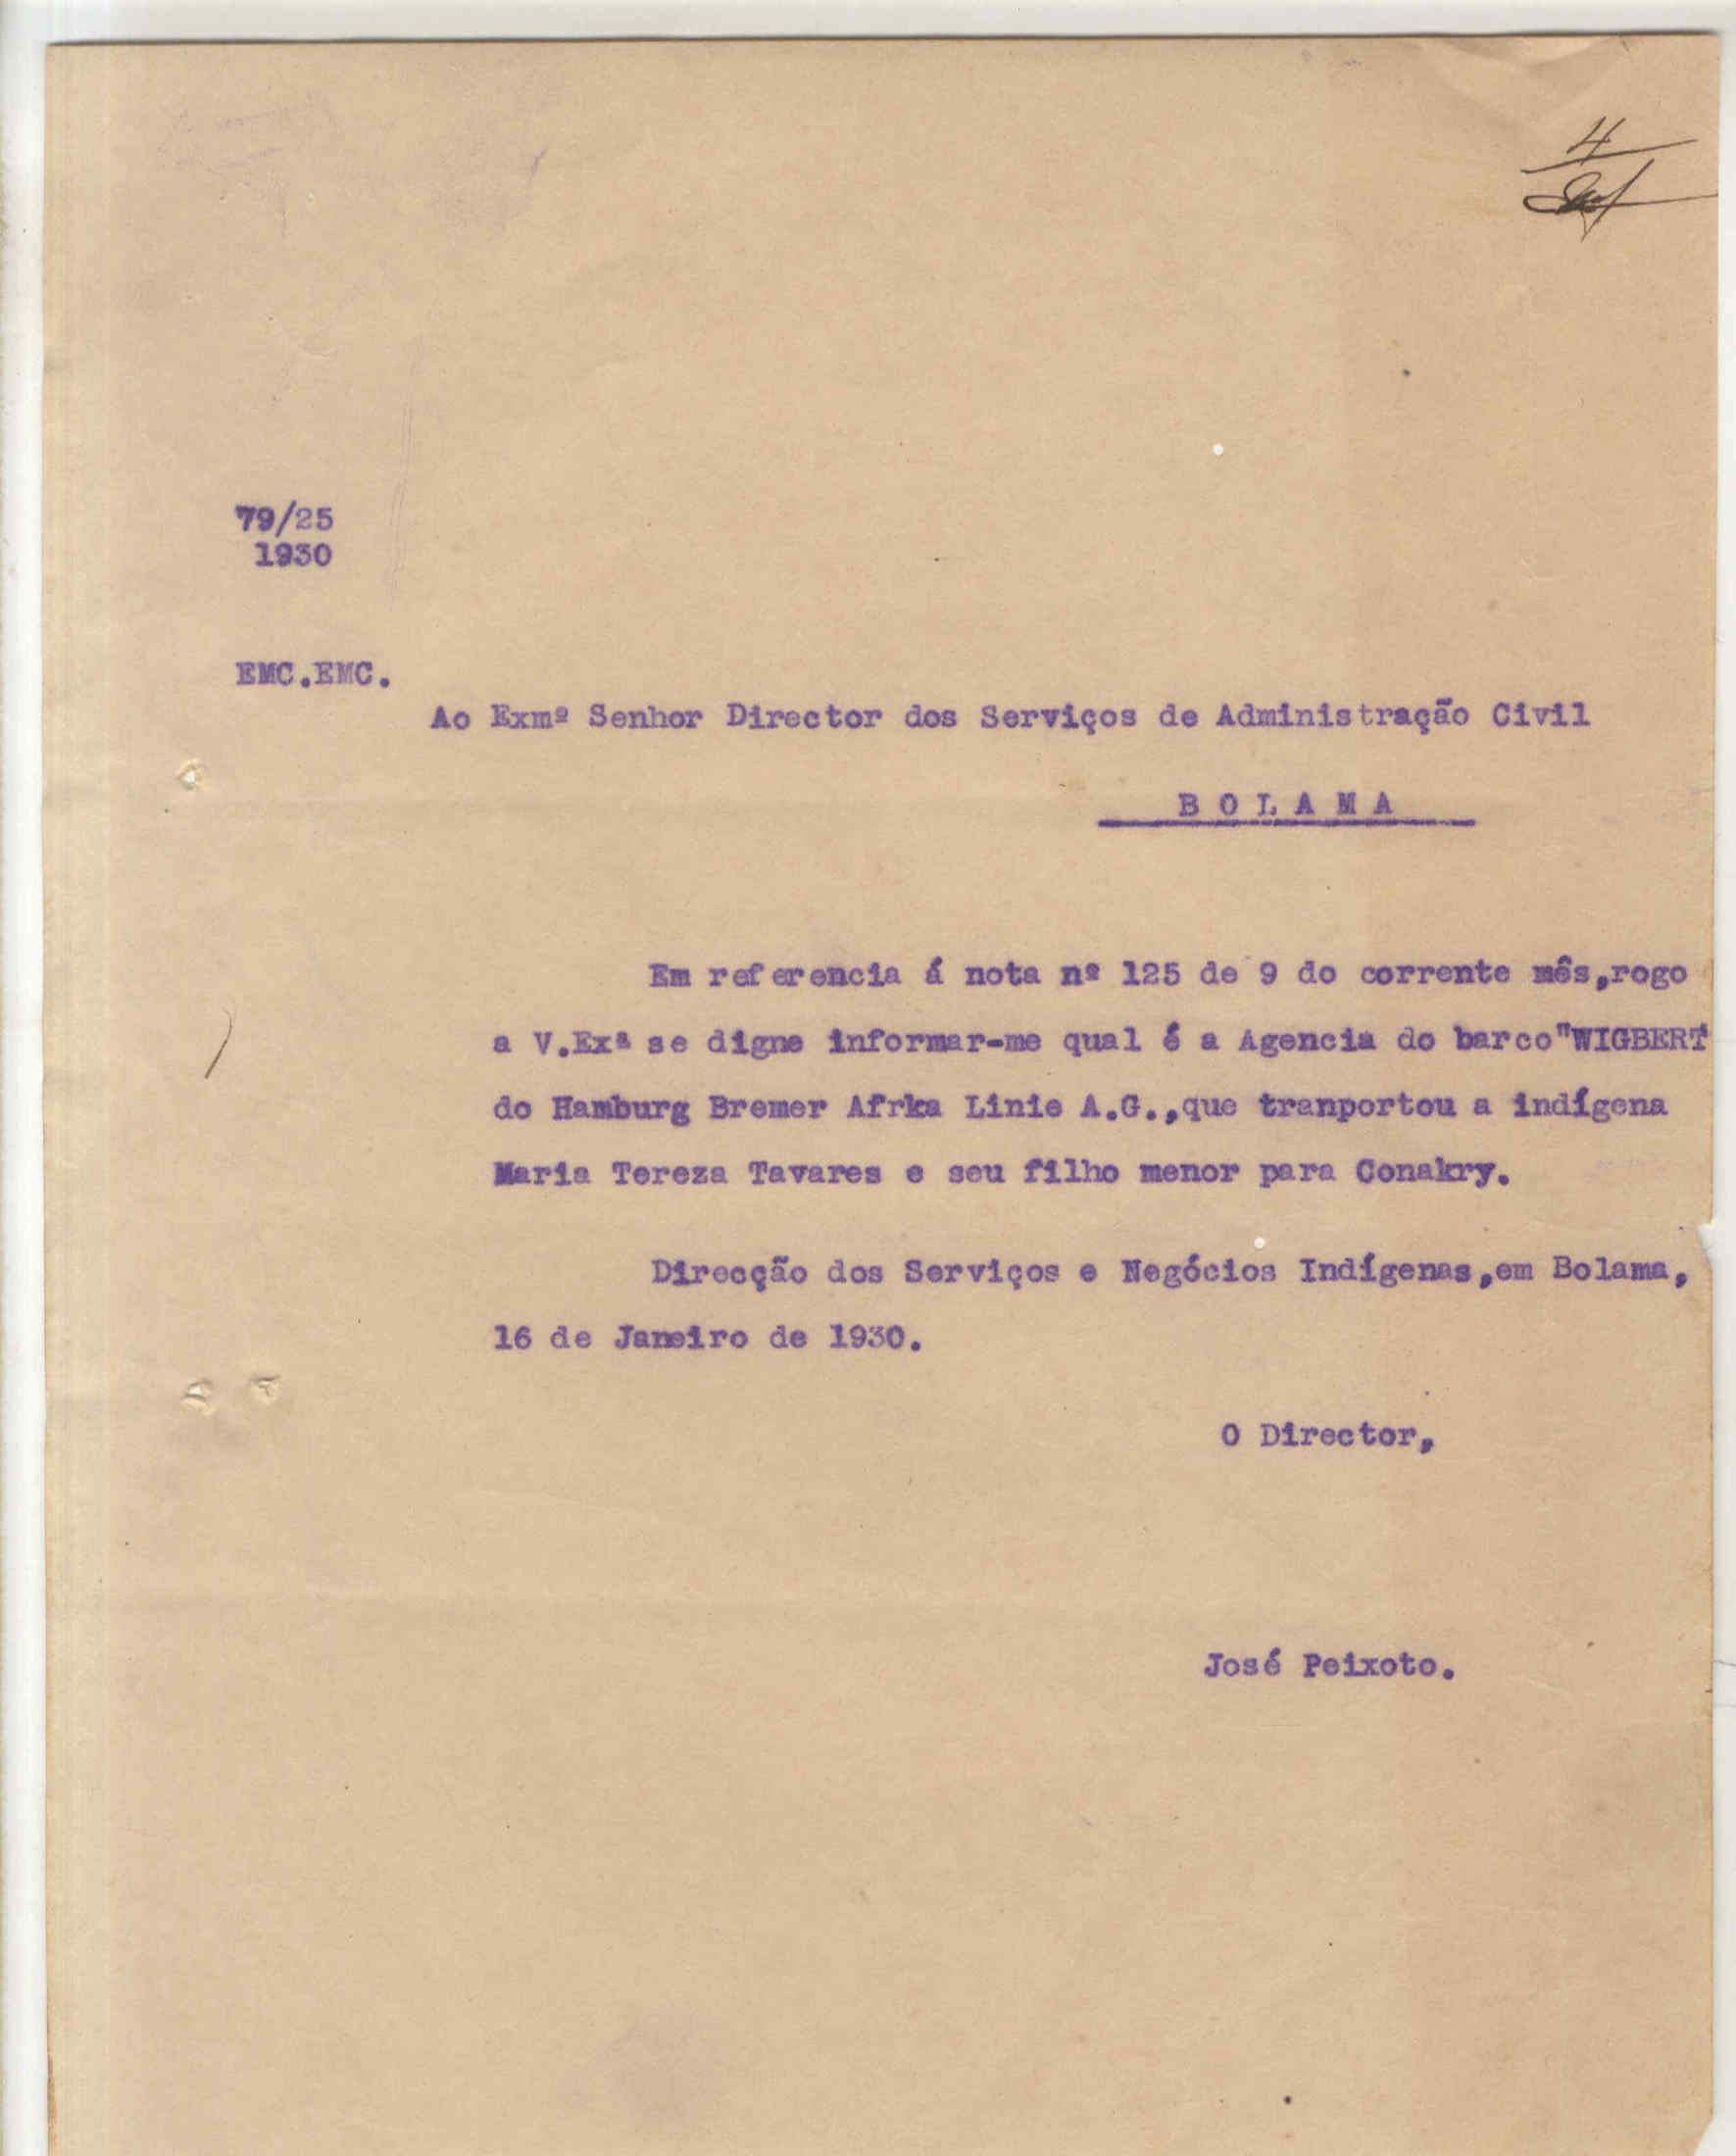 4
79/25
1930
EMC.EMC.
Ao Exmº Senhor Director dos Serviços de Administração Civil
B O L A M A
Em referencia á nota nº 125 de 9 do corrente mês,rogo
a V.Exª se digne informar-me qual é a Agencia do barco"WIGBERT
do Hamburg Bremer Afrka Linie A.G.,que tranportou a indígena
Maria Tereza Tavares e seu filho menor para Conakry.
Direcção dos Serviços e Negócios Indígenas,em Bolama,
16 de Janeiro de 1930.
O Director,
José Peixoto.